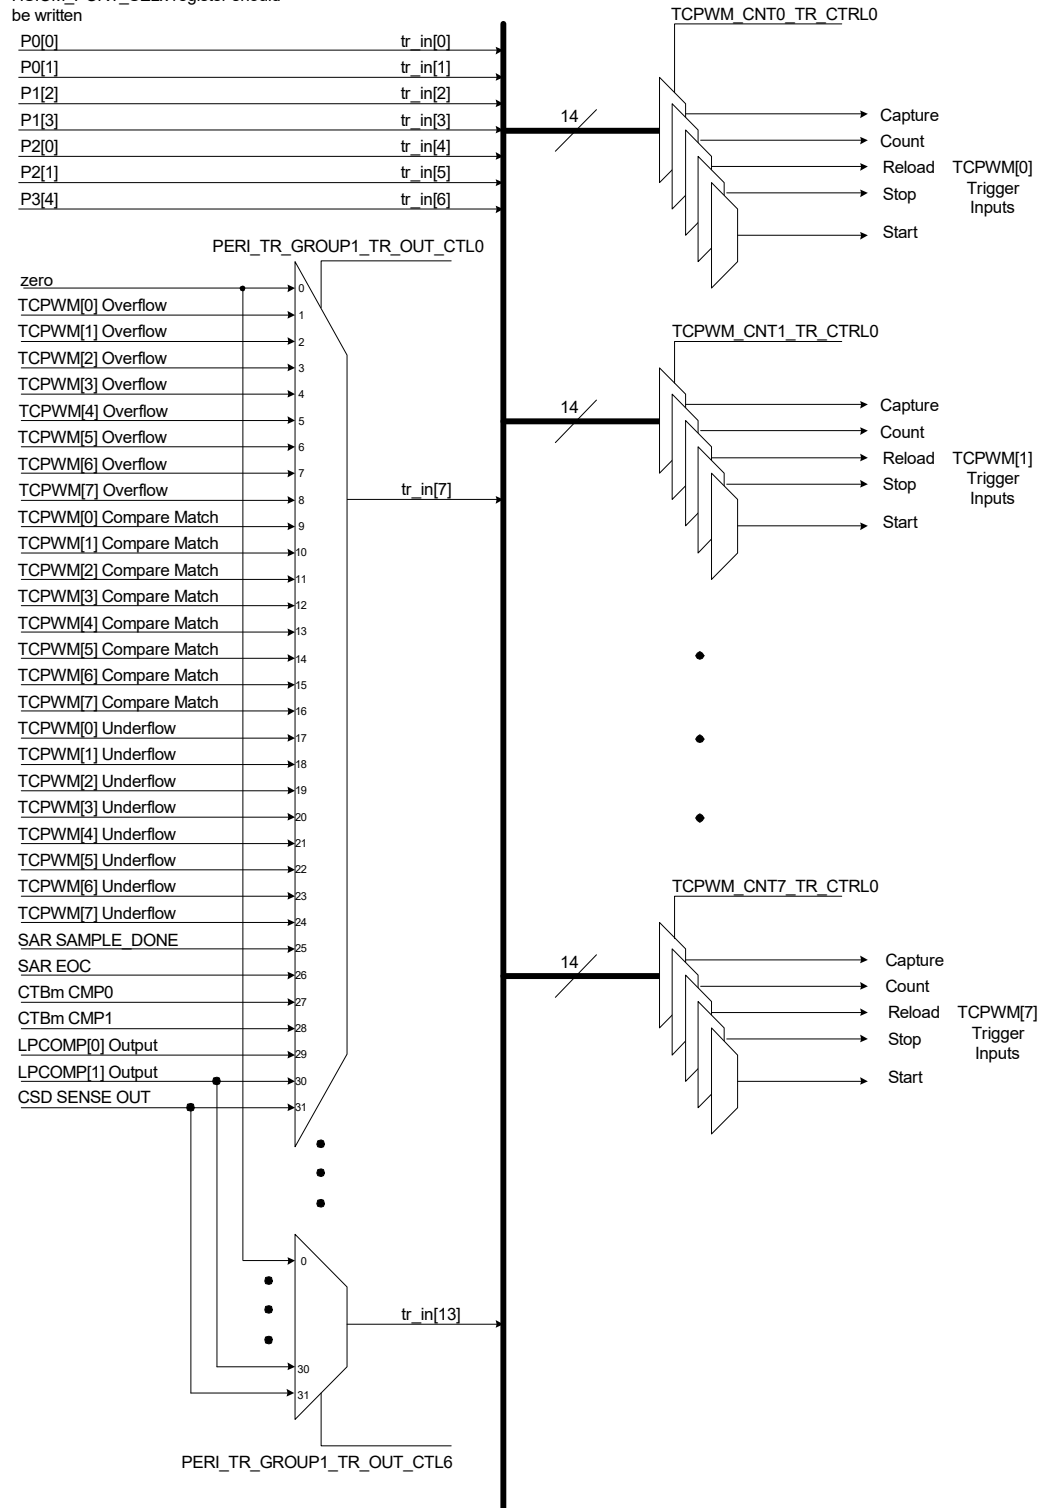 be written
TCPWM_CNT0_TR_CTRL0
P0[0] tr_in[0]
P0[1] tr_in[1]
P1[2] tr_in[2]
P1[3] tr_in[3]
P2[0] tr_in[4]
P2[1] tr_in[5]
P3[4] tr_in[6]
14
Capture
Count
Reload
Stop
Start
TCPWM[0]
Trigger
Inputs
PERI_TR_GROUP1_TR_OUT_CTL0
zero 0
TCPWM[0] Overflow 1
TCPWM[1] Overflow 2
TCPWM[2] Overflow 3
TCPWM[3] Overflow 4
TCPWM[4] Overflow 5
TCPWM[5] Overflow 6
TCPWM[6] Overflow 7
TCPWM[7] Overflow 8
TCPWM[0] Compare Match 9
TCPWM[1] Compare Match 10
TCPWM[2] Compare Match 11
TCPWM[3] Compare Match 12
TCPWM[4] Compare Match 13
TCPWM[5] Compare Match 14
TCPWM[6] Compare Match 15
TCPWM[7] Compare Match 16
TCPWM[0] Underflow 17
TCPWM[1] Underflow 18
TCPWM[2] Underflow 19
TCPWM[3] Underflow 20
TCPWM[4] Underflow 21
TCPWM[5] Underflow 22
TCPWM[6] Underflow 23
TCPWM[7] Underflow 24
SAR SAMPLE_DONE 25
SAR EOC 26
CTBm CMP0 27
CTBm CMP1 28
LPCOMP[0] Output 29
LPCOMP[1] Output 30
CSD SENSE OUT 31
tr_in[7]
TCPWM_CNT1_TR_CTRL0
14
Capture
Count
Reload
Stop
Start
TCPWM[1]
Trigger
Inputs
TCPWM_CNT7_TR_CTRL0
14
Capture
Count
Reload
Stop
Start
TCPWM[7]
Trigger
Inputs
0
30
31
tr_in[13]
PERI_TR_GROUP1_TR_OUT_CTL6